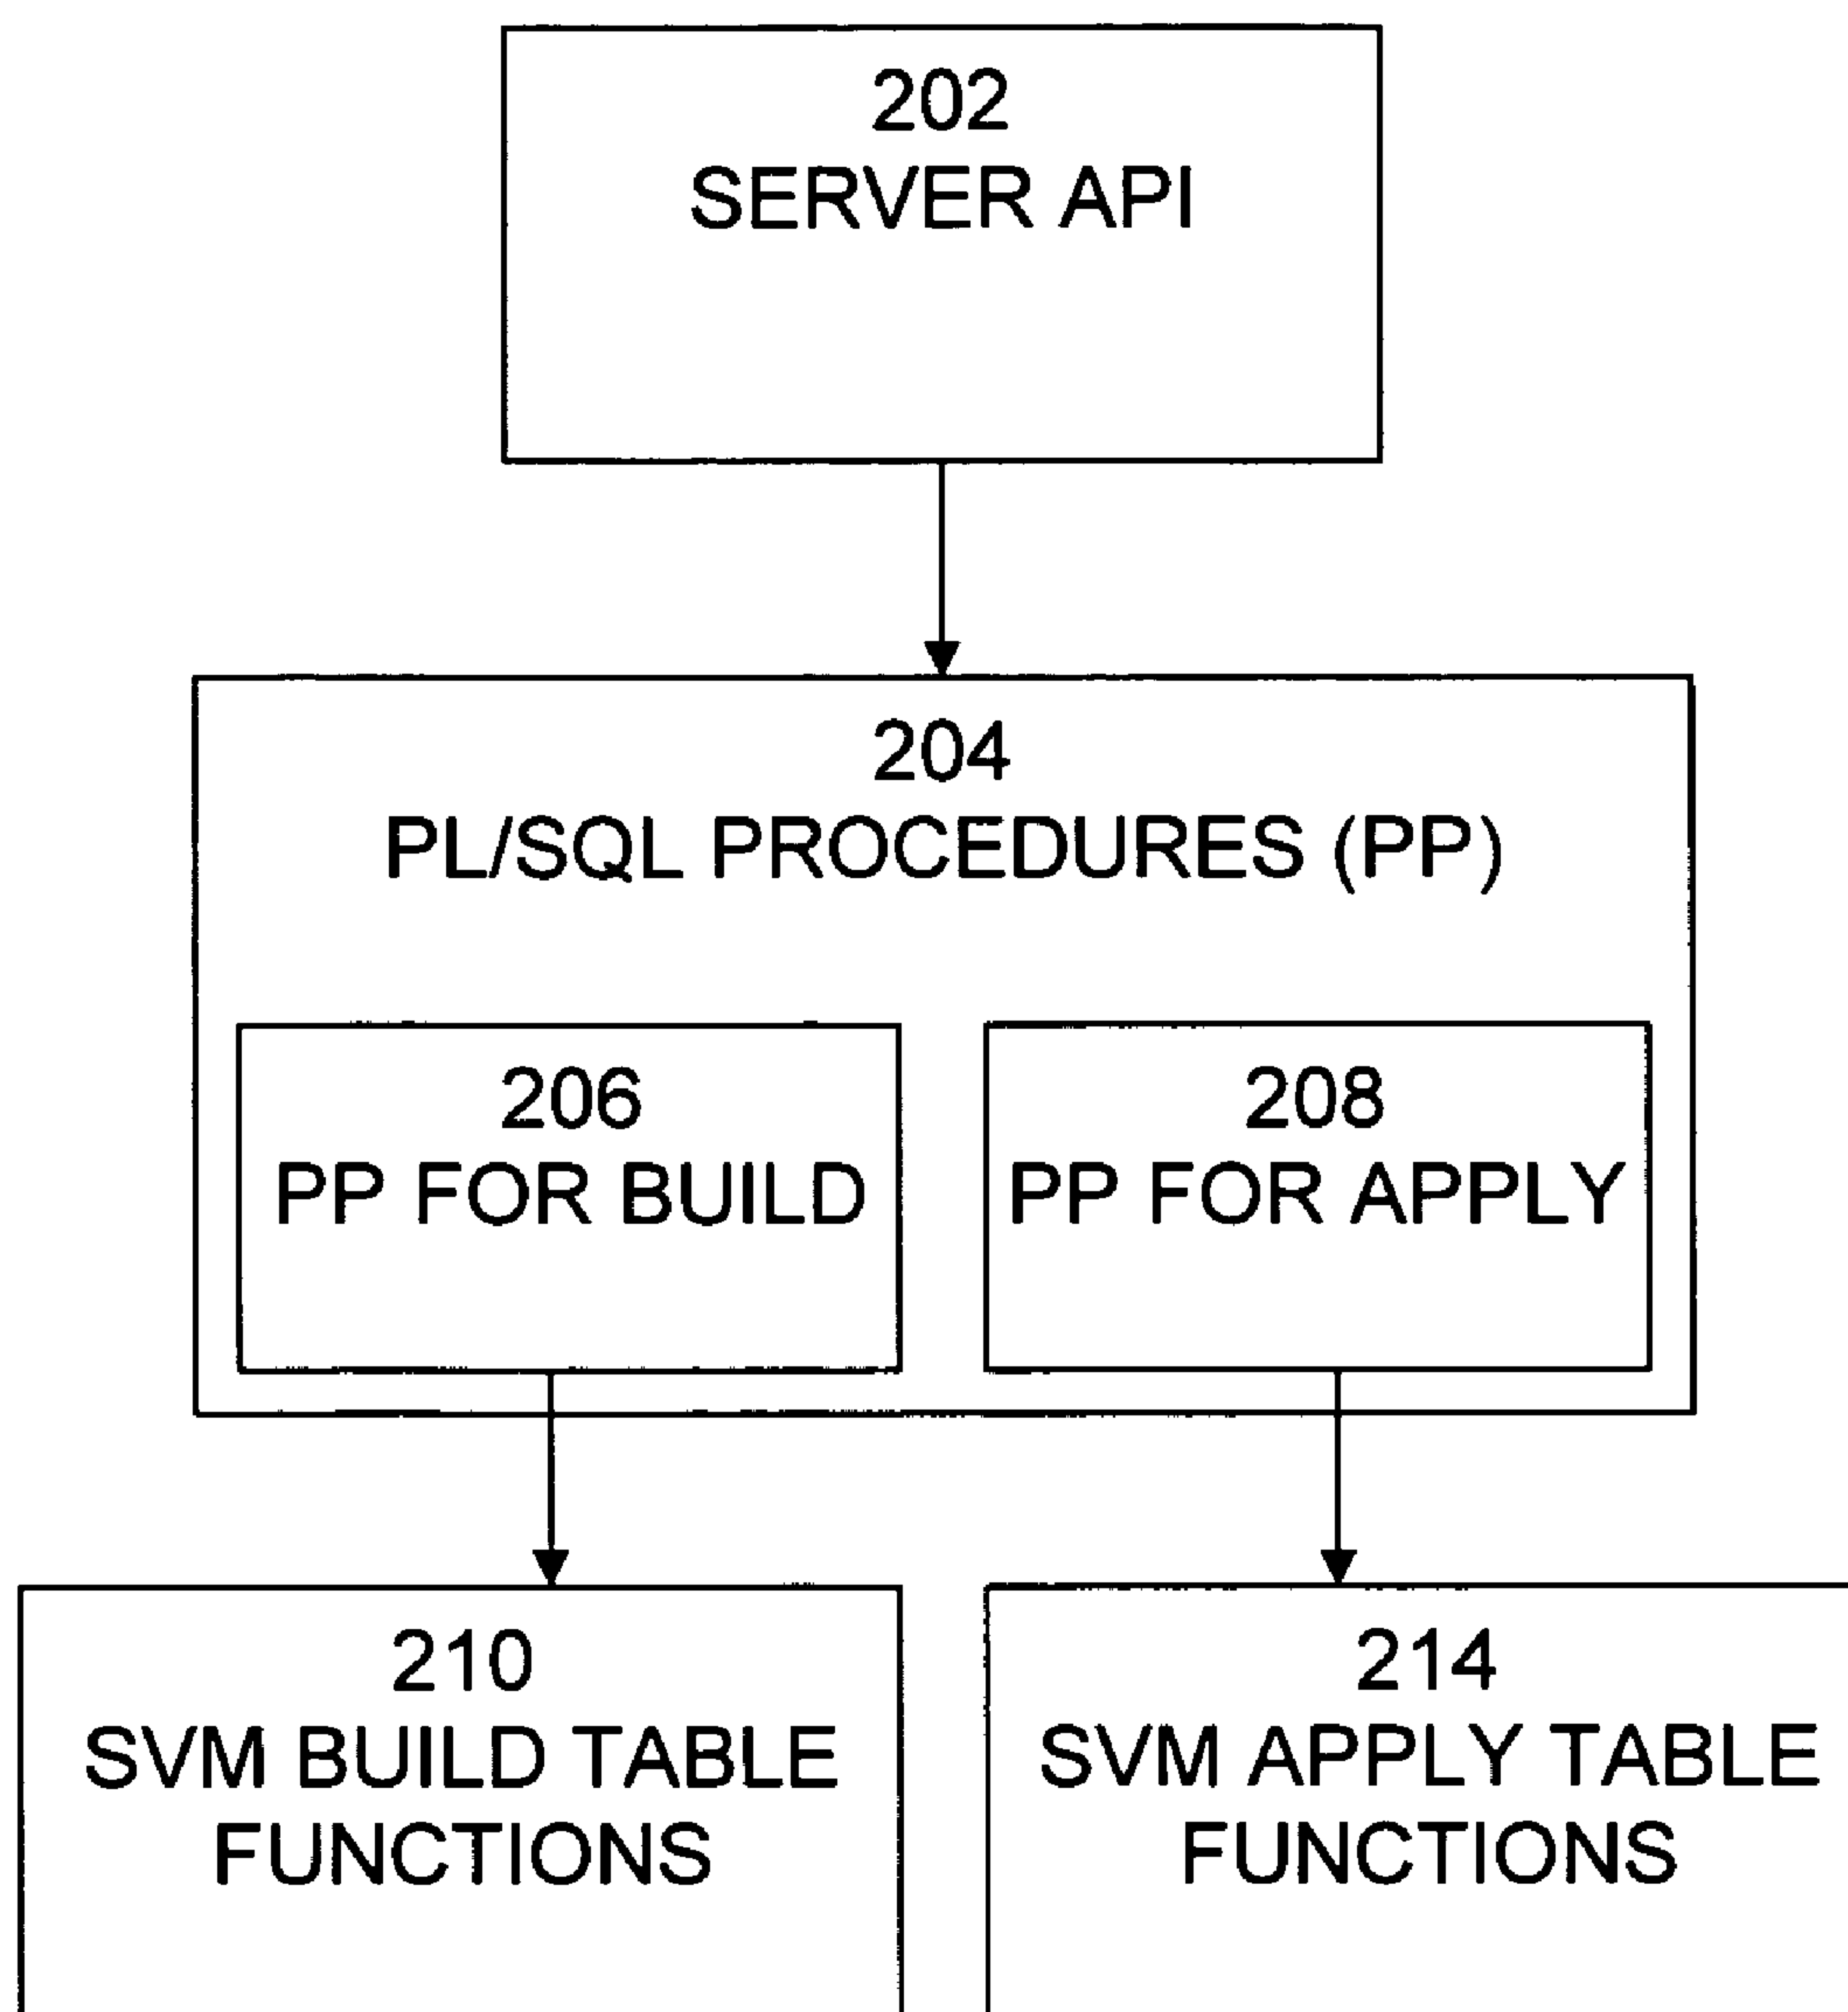 202
SERVER API
204
PL/SQL PROCEDURES (PP)
206
PP FOR BUILD
208
PP FOR APPLY
210
SVM BUILD TABLE
FUNCTIONS
214
SVM APPLY TABLE
FUNCTIONS